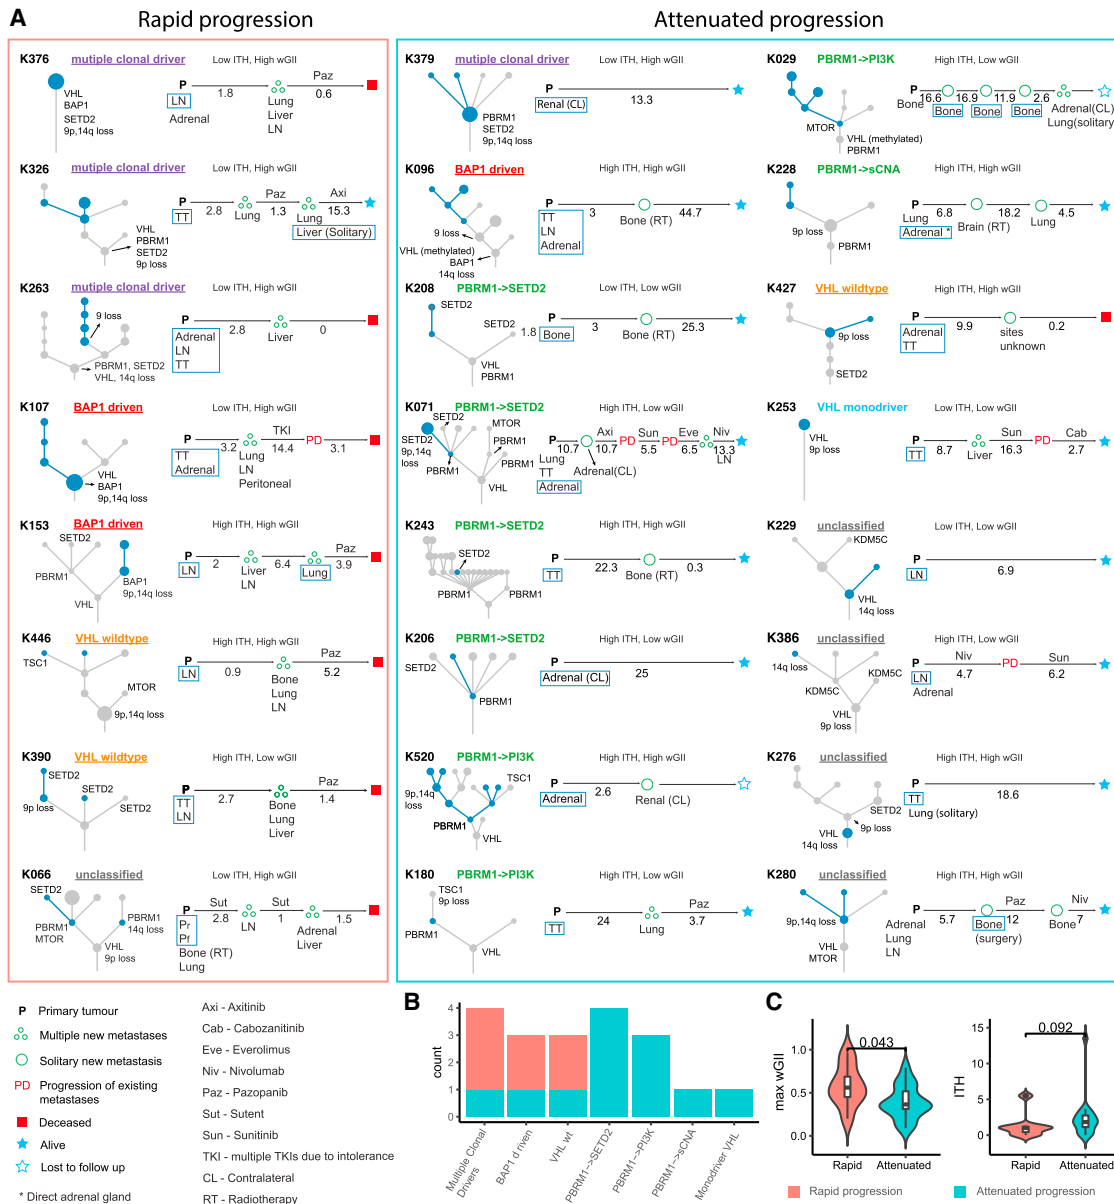 A
Rapid progression
Attenuated progression
K376
mutiple clonal driver
Low ITH, High wGII
VHL
BAP1
SETD2
9p,14q loss
P
LN
Adrenal
1.8
Lung
Liver
LN
Paz
0.6
K326
mutiple clonal driver
Low ITH, High wGII
VHL
PBRM1
SETD2
9p loss
P
TT
2.8
Lung
Paz
1.3
Lung
Liver (Solitary)
Axi
15.3
K263
mutiple clonal driver
Low ITH, High wGII
9 loss
PBRM1, SETD2
VHL, 14q loss
P
Adrenal
LN
TT
2.8
Liver
0
K107
BAP1 driven
Low ITH, High wGII
VHL
BAP1
9p,14q loss
P
TT
Adrenal
3.2
Lung
LN
Peritoneal
TKI
14.4
PD
3.1
K153
BAP1 driven
High ITH, High wGII
SETD2
PBRM1
BAP1
9p,14q loss
VHL
P
LN
2
Liver
LN
6.4
Lung
Paz
3.9
K446
VHL wildtype
High ITH, High wGII
TSC1
MTOR
9p,14q loss
P
LN
0.9
Bone
Lung
LN
Paz
5.2
K390
VHL wildtype
High ITH, Low wGII
SETD2
SETD2
SETD2
9p loss
P
TT
LN
2.7
Bone
Lung
Liver
Paz
1.4
K066
unclassified
Low ITH, High wGII
SETD2
PBRM1
MTOR
PBRM1
14q loss
VHL
9p loss
P
Pr
Pf
Bone (RT)
Lung
Sut
2.8
LN
Sut
1
Adrenal
Liver
1.5
K379
mutiple clonal driver
Low ITH, High wGII
PBRM1
SETD2
9p,14q loss
P
Renal (CL)
13.3
K096
BAP1 driven
High ITH, High wGII
9 loss
VHL (methylated)
BAP1
14q loss
P
TT
LN
Adrenal
3
Bone (RT)
44.7
K208
PBRM1->SETD2
Low ITH, Low wGII
SETD2
SETD2
VHL
PBRM1
1.8
P
Bone
3
Bone (RT)
25.3
K071
PBRM1->SETD2
High ITH, High wGII
SETD2
9p,14q
loss
SETD2
MTOR
PBRM1
PBRM1
PBRM1
VHL
P
Lung
TT
Adrenal
10.7
Adrenal(CL)
Axi
10.7
PD
Sun
5.5
PD
Eve
6.5
Niv
13.3
LN
K243
PBRM1->SETD2
High ITH, High wGII
SETD2
PBRM1
PBRM1
P
TT
22.3
Bone (RT)
0.3
K206
PBRM1->SETD2
High ITH, Low wGII
SETD2
PBRM1
P
Adrenal (CL)
25
K520
PBRM1->PI3K
High ITH, Low wGII
TSC1
9p,14q
loss
PBRM1
VHL
P
Adrenal
2.6
Renal (CL)
K180
PBRM1->PI3K
High ITH, High wGII
TSC1
9p loss
PBRM1
VHL
P
TT
24
Lung
Paz
3.7
K029
PBRM1->PI3K
High ITH, Low wGII
MTOR
VHL (methylated)
PBRM1
P
Bone
16.6
Bone
16.9
Bone
11.9
Bone
2.6
Adrenal(CL)
Lung(solitary
K228
PBRM1->sCNA
High ITH, High wGII
9p loss
PBRM1
P
Lung
Adrenal *
6.8
Brain (RT)
18.2
Lung
4.5
K427
VHL wildtype
High ITH, High wGII
9p loss
SETD2
P
Adrenal
TT
9.9
sites
unknown
0.2
K253
VHL monodriver
Low ITH, Low wGII
VHL
9p loss
P
TT
8.7
Liver
Sun
16.3
PD
Cab
2.7
K229
unclassified
Low ITH, Low wGII
KDM5C
VHL
14q loss
P
LN
6.9
K386
unclassified
High ITH, Low wGII
14q loss
KDM5C
KDM5C
VHL
9p loss
P
LN
Adrenal
Niv
4.7
PD
Sun
6.2
K276
unclassified
High ITH, High wGII
SETD2
9p loss
VHL
14q loss
P
TT
Lung (solitary)
18.6
K280
unclassified
High ITH, High wGII
9p,14q loss
VHL
MTOR
P
Adrenal
Lung
LN
5.7
Bone
(surgery)
Paz
12
Bone
Niv
7
P Primary tumour
Multiple new metastases
Solitary new metastasis
PD Progression of existing
metastases
Deceased
Alive
Lost to follow up
* Direct adrenal gland
Axi - Axitinib
Cab - Cabozanitinib
Eve - Everolimus
Niv - Nivolumab
Paz - Pazopanib
Sut - Sutent
Sun - Sunitinib
TKI - multiple TKIs due to intolerance
CL - Contralateral
RT - Radiotherapy
B
count
4
3
2
1
0
Multiple Clonal
Drivers
BAP1 d riven
VHL wt
PBRM1−>SETD2
PBRM1−>PI3K
PBRM1−>sCNA
Monodriver VHL
C
max wGII
1.0
0.5
0.0
0.043
Rapid
Attenuated
ITH
15
10
5
0
0.092
Rapid
Attenuated
Rapid progression
Attenuated progression